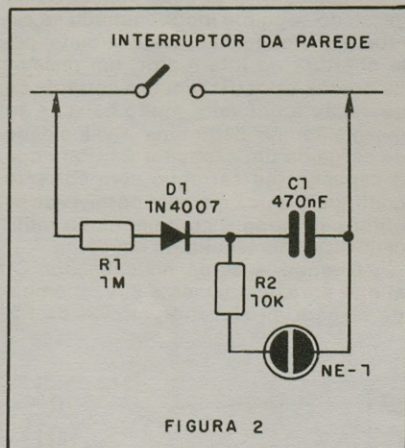 INTERRUPTOR DA PAREDE
D1
1N4007
C1
470nF
R1
1M
R2
10K
NE-1
FIGURA 2